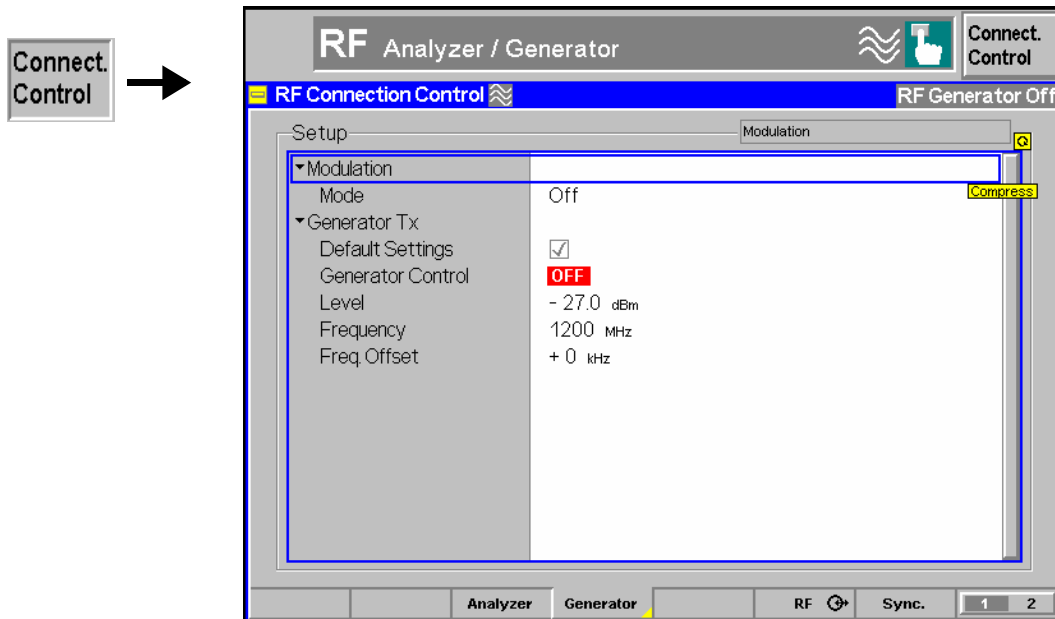 Connect.
Control
RF Analyzer / Generator
Connect.
Control
RF Connection Control
RF Generator Off
Setup
Modulation
Modulation
Compress
Mode Off
Generator Tx
Default Settings
Generator Control OFF
Level - 27.0 dBm
Frequency 1200 MHz
Freq. Offset + 0 kHz
Analyzer Generator RF Sync. 1 2